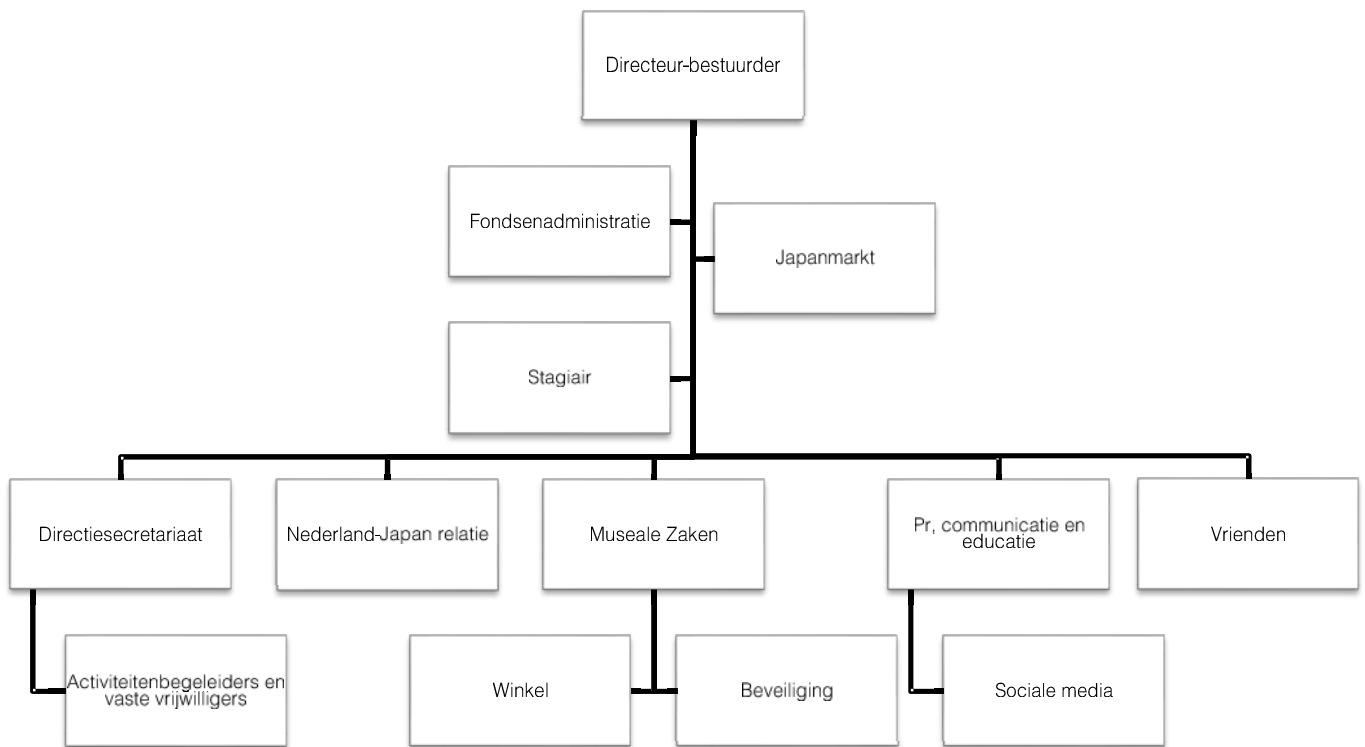 Directeur-bestuurder
Fondsenadministratie
Japanmarkt
Stagiair
Directiesecretariaat
Nederland-Japan relatie
Museale Zaken
Pr, communicatie en
educatie
Vrienden
Activiteitenbegeleiders en
vaste vrijwilligers
Winkel
Beveiliging
Sociale media